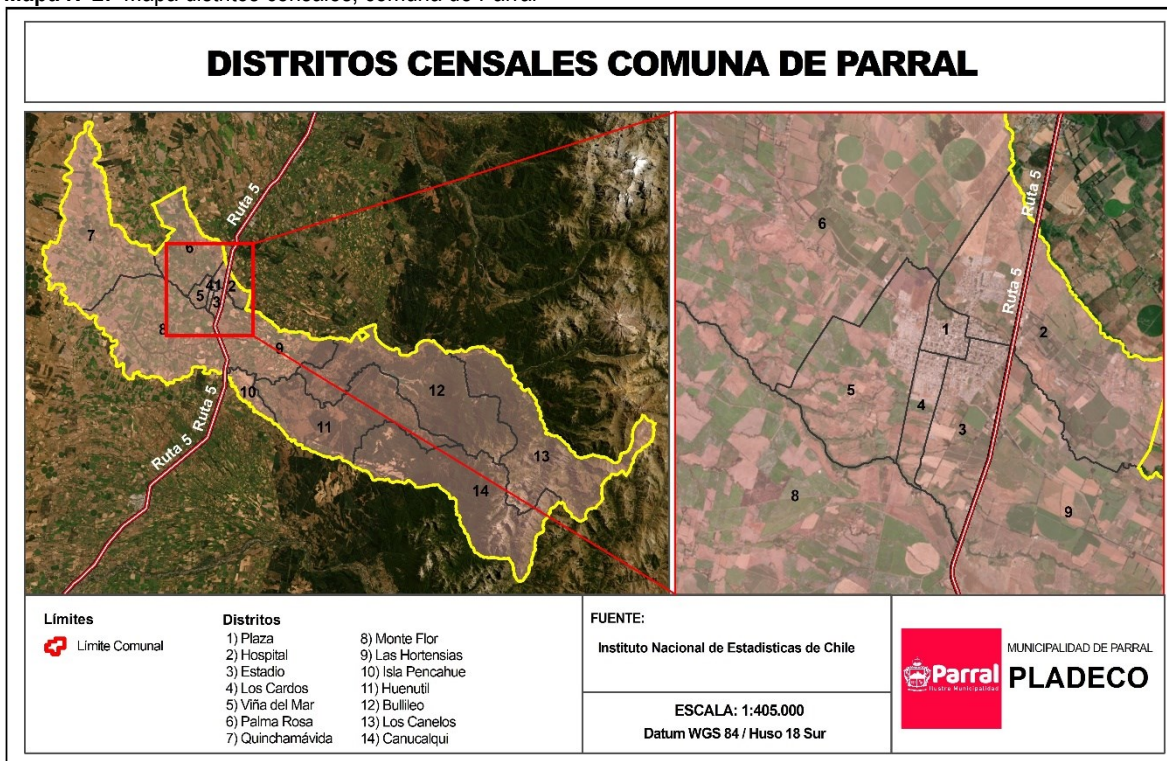 DISTRITOS CENSALES COMUNA DE PARRAL
Ruta 5
7
6
41
2
5
3
8
9
10
Ruta 5
Ruta 5
12
11
13
14
Ruta 5
6
Ruta 5
1
2
5
4
3
8
9
Límites
Límite Comunal
Distritos
1) Plaza
2) Hospital
3) Estadio
4) Los Cardos
5) Viña del Mar
6) Palma Rosa
7) Quinchamávida
8) Monte Flor
9) Las Hortensias
10) Isla Pencahue
11) Huenutil
12) Bullileo
13) Los Canelos
14) Canucalqui
FUENTE:
Instituto Nacional de Estadisticas de Chile
ESCALA: 1:405.000
Datum WGS 84 / Huso 18 Sur
Parral
Ilustre Municipalidad
MUNICIPALIDAD DE PARRAL
PLADECO